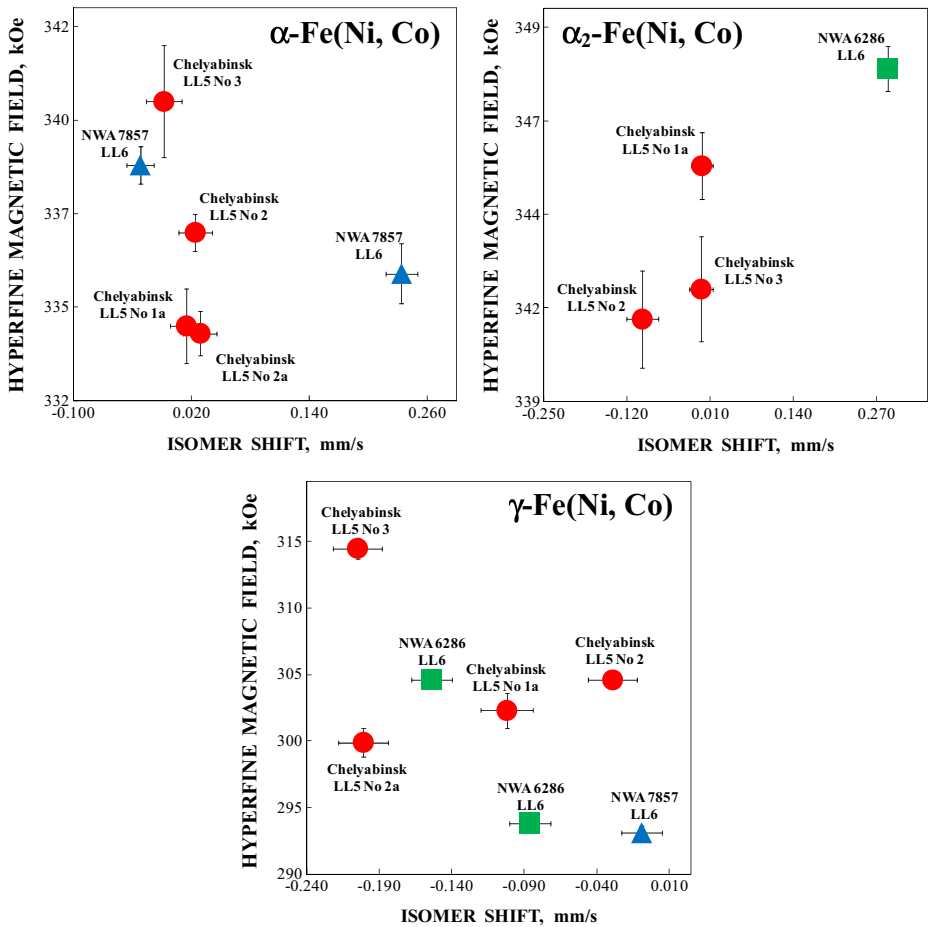 α-Fe(Ni, Co)
HYPERFINE MAGNETIC FIELD, kOe
342
340
337
335
332
Chelyabinsk
LL5 No 3
NWA 7857
LL6
Chelyabinsk
LL5 No 2
NWA 7857
LL6
Chelyabinsk
LL5 No 1a
Chelyabinsk
LL5 No 2a
-0.100
0.020
0.140
0.260
ISOMER SHIFT, mm/s
α2-Fe(Ni, Co)
HYPERFINE MAGNETIC FIELD, kOe
349
347
344
342
339
NWA 6286
LL6
Chelyabinsk
LL5 No 1a
Chelyabinsk
LL5 No 3
Chelyabinsk
LL5 No 2
-0.250
-0.120
0.010
0.140
0.270
ISOMER SHIFT, mm/s
γ-Fe(Ni, Co)
HYPERFINE MAGNETIC FIELD, kOe
315
310
305
300
295
290
Chelyabinsk
LL5 No 3
NWA 6286
LL6
Chelyabinsk
LL5 No 1a
Chelyabinsk
LL5 No 2
Chelyabinsk
LL5 No 2a
NWA 6286
LL6
NWA 7857
LL6
-0.240
-0.190
-0.140
-0.090
-0.040
0.010
ISOMER SHIFT, mm/s